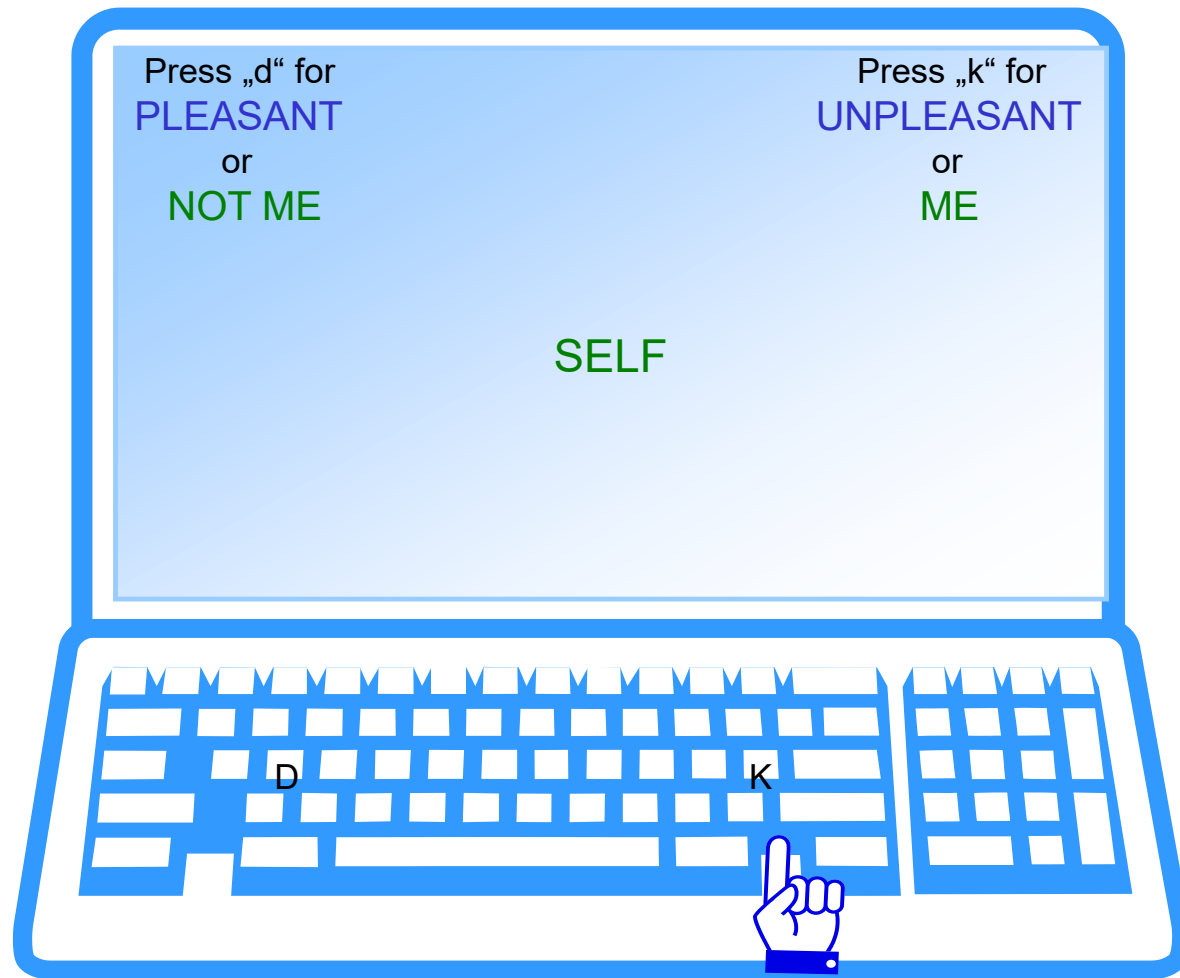 Press „d“ for
PLEASANT
or
NOT ME
Press „k“ for
UNPLEASANT
or
ME
SELF
D
K